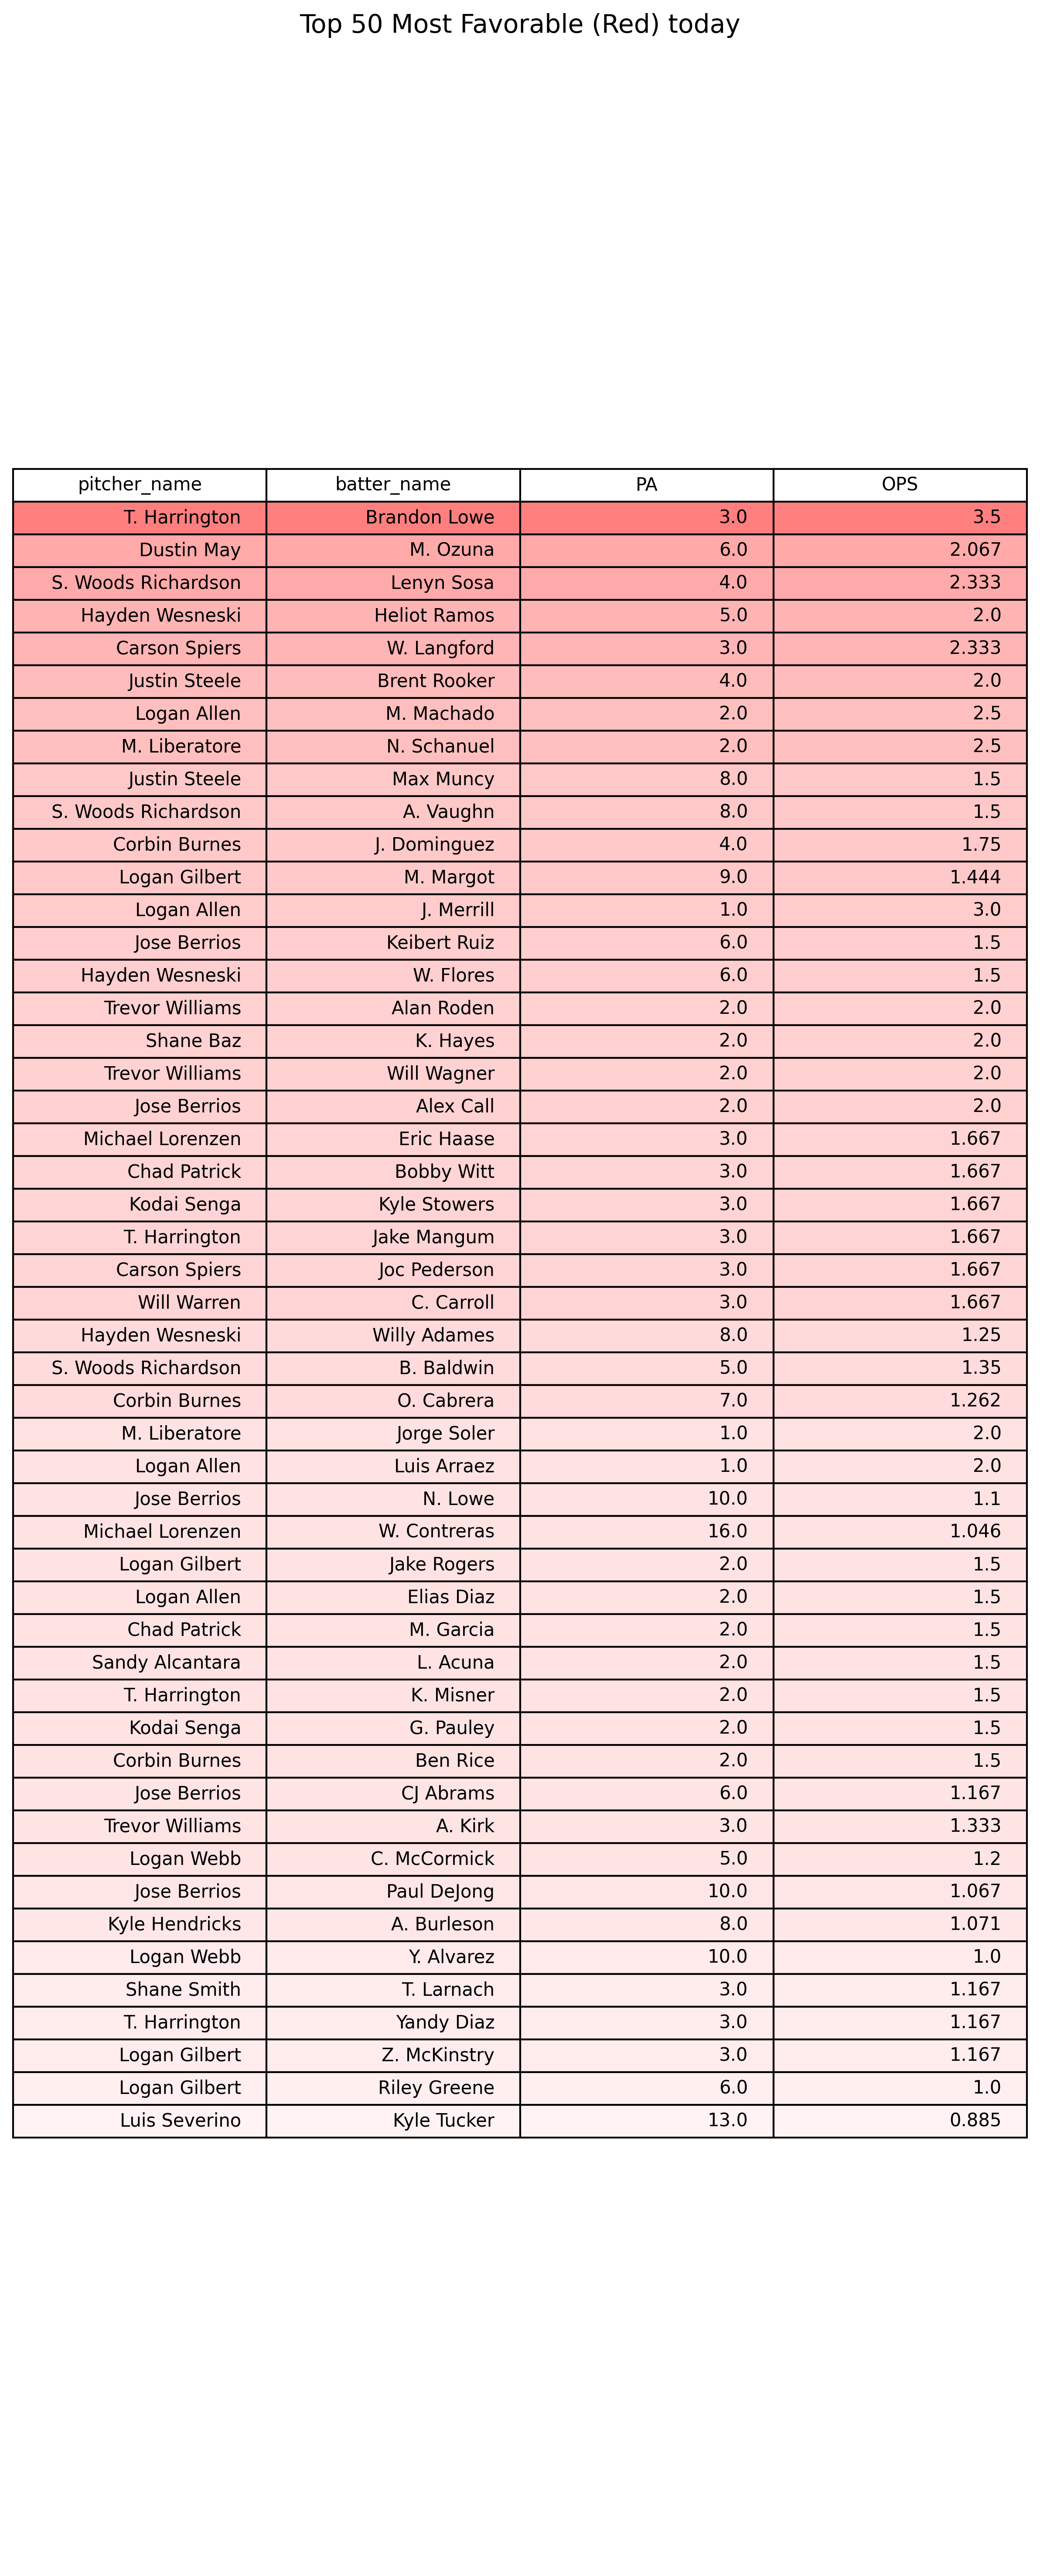 Top 50 Most Favorable (Red) today
pitcher_name batter_name PA OPS
T. Harrington Brandon Lowe 3.0 3.5
Dustin May M. Ozuna 6.0 2.067
S. Woods Richardson Lenyn Sosa 4.0 2.333
Hayden Wesneski Heliot Ramos 5.0 2.0
Carson Spiers W. Langford 3.0 2.333
Justin Steele Brent Rooker 4.0 2.0
Logan Allen M. Machado 2.0 2.5
M. Liberatore N. Schanuel 2.0 2.5
Justin Steele Max Muncy 8.0 1.5
S. Woods Richardson A. Vaughn 8.0 1.5
Corbin Burnes J. Dominguez 4.0 1.75
Logan Gilbert M. Margot 9.0 1.444
Logan Allen J. Merrill 1.0 3.0
Jose Berrios Keibert Ruiz 6.0 1.5
Hayden Wesneski W. Flores 6.0 1.5
Trevor Williams Alan Roden 2.0 2.0
Shane Baz K. Hayes 2.0 2.0
Trevor Williams Will Wagner 2.0 2.0
Jose Berrios Alex Call 2.0 2.0
Michael Lorenzen Eric Haase 3.0 1.667
Chad Patrick Bobby Witt 3.0 1.667
Kodai Senga Kyle Stowers 3.0 1.667
T. Harrington Jake Mangum 3.0 1.667
Carson Spiers Joc Pederson 3.0 1.667
Will Warren C. Carroll 3.0 1.667
Hayden Wesneski Willy Adames 8.0 1.25
S. Woods Richardson B. Baldwin 5.0 1.35
Corbin Burnes O. Cabrera 7.0 1.262
M. Liberatore Jorge Soler 1.0 2.0
Logan Allen Luis Arraez 1.0 2.0
Jose Berrios N. Lowe 10.0 1.1
Michael Lorenzen W. Contreras 16.0 1.046
Logan Gilbert Jake Rogers 2.0 1.5
Logan Allen Elias Diaz 2.0 1.5
Chad Patrick M. Garcia 2.0 1.5
Sandy Alcantara L. Acuna 2.0 1.5
T. Harrington K. Misner 2.0 1.5
Kodai Senga G. Pauley 2.0 1.5
Corbin Burnes Ben Rice 2.0 1.5
Jose Berrios CJ Abrams 6.0 1.167
Trevor Williams A. Kirk 3.0 1.333
Logan Webb C. McCormick 5.0 1.2
Jose Berrios Paul DeJong 10.0 1.067
Kyle Hendricks A. Burleson 8.0 1.071
Logan Webb Y. Alvarez 10.0 1.0
Shane Smith T. Larnach 3.0 1.167
T. Harrington Yandy Diaz 3.0 1.167
Logan Gilbert Z. McKinstry 3.0 1.167
Logan Gilbert Riley Greene 6.0 1.0
Luis Severino Kyle Tucker 13.0 0.885